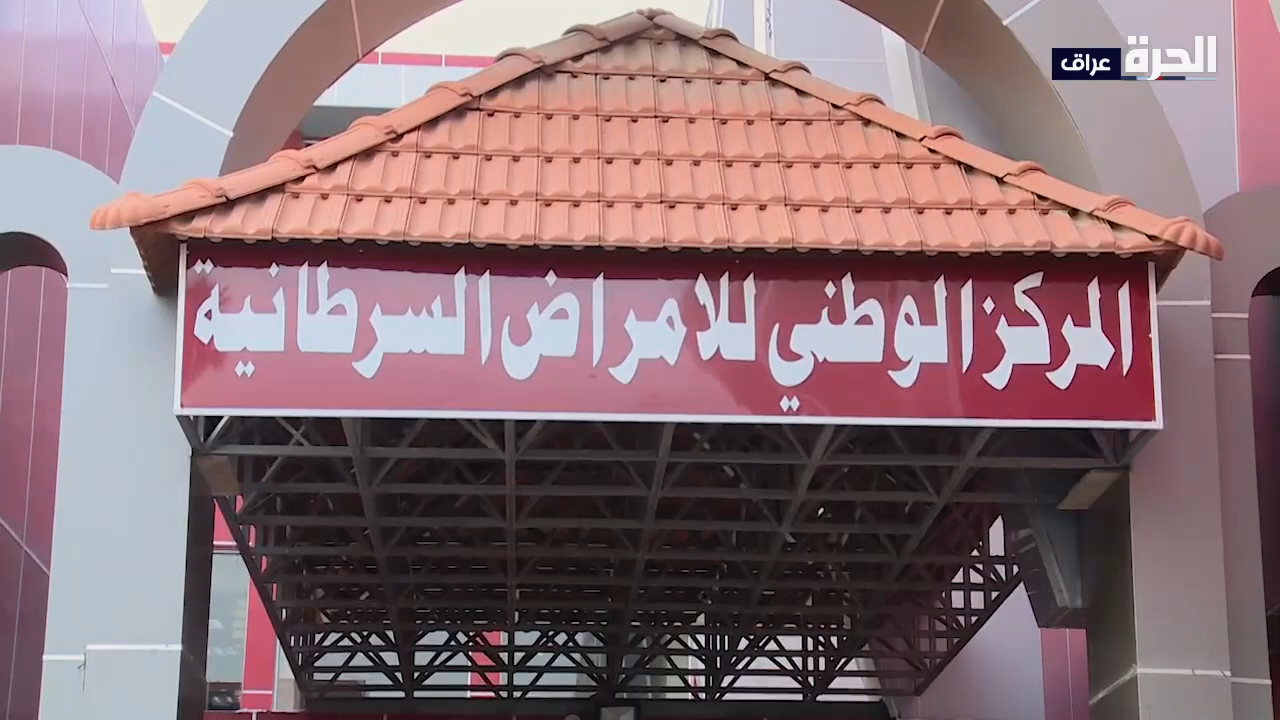 الحرة
عراق
المركز الوطني للامراض السرطانية